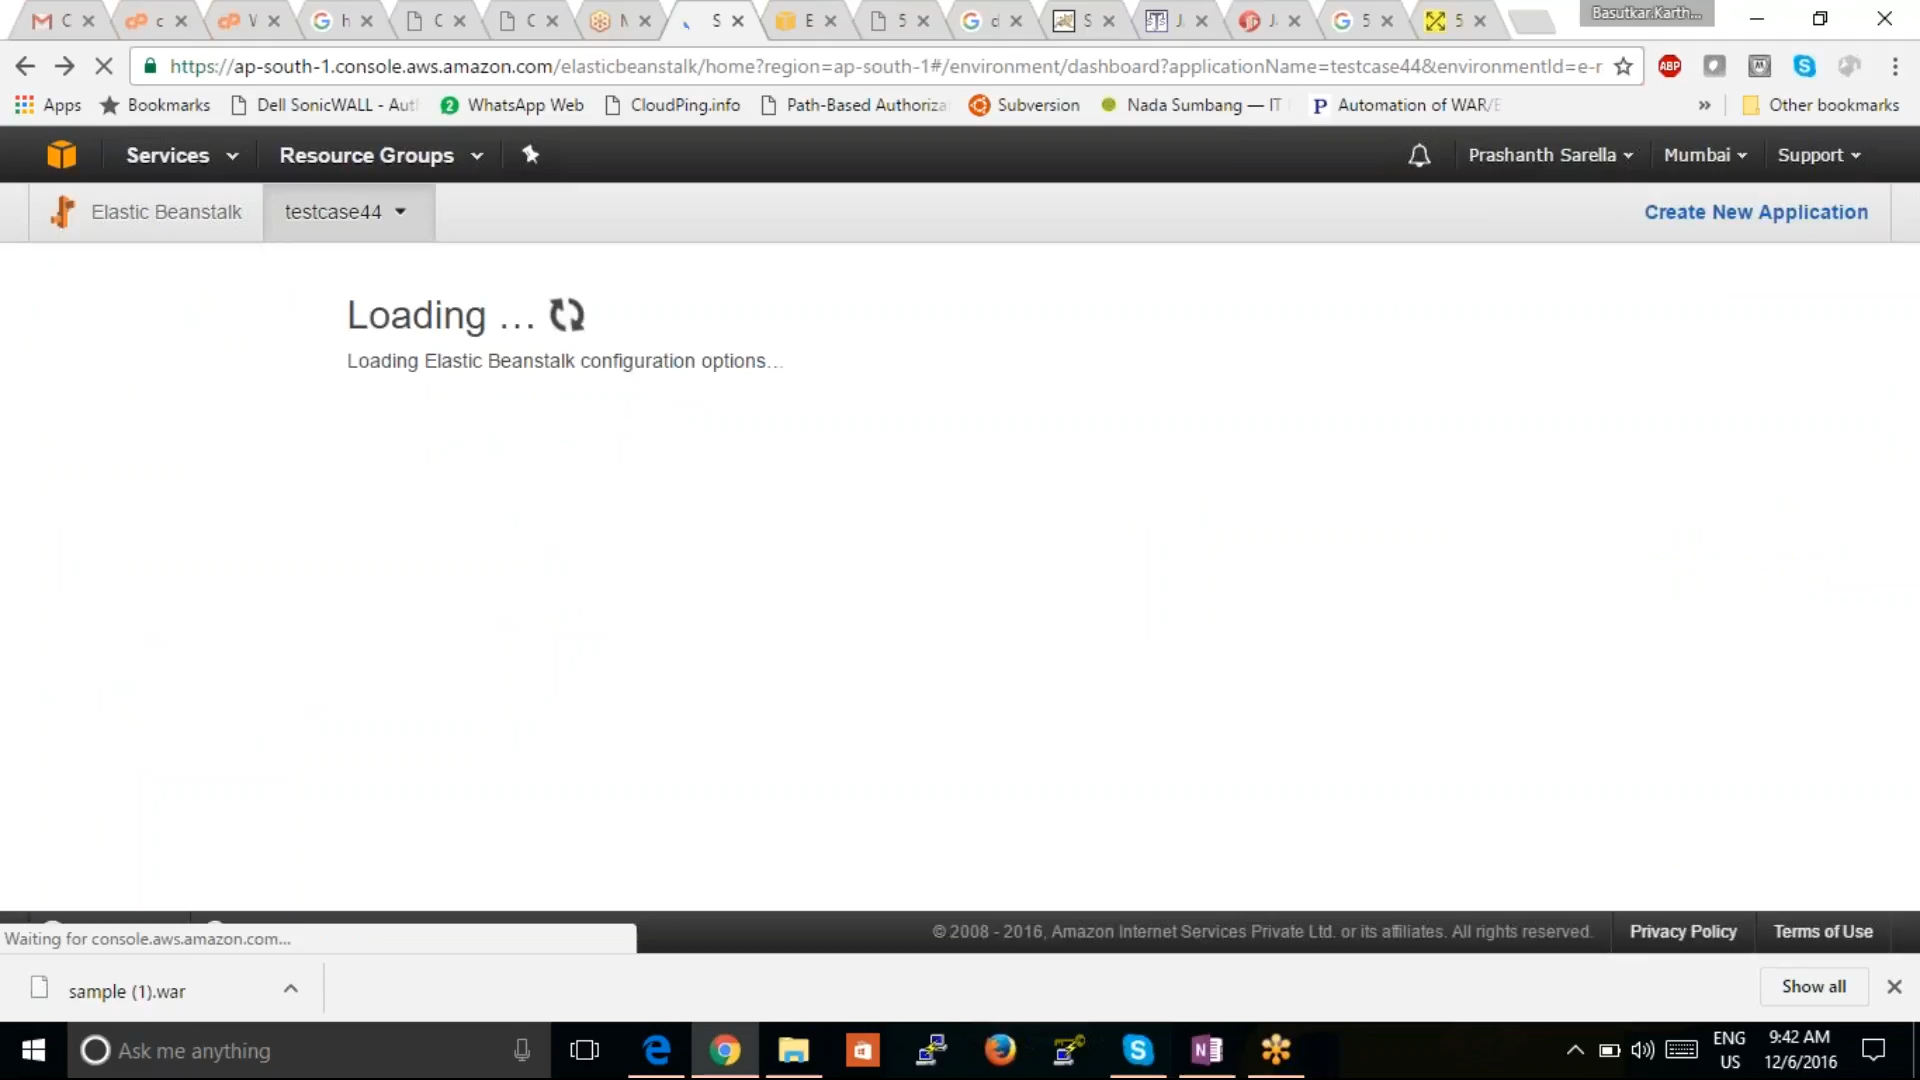 C
c
V
h
C
C
S
E
5
d
S
J
J
5
5
Basutkar.Karth...
https://ap-south-1.console.aws.amazon.com/elasticbeanstalk/home?region=ap-south-1#/environment/dashboard?applicationName=testcase44&environmentId=e-r
ABP
Apps Bookmarks Dell SonicWALL - Aut 2 WhatsApp Web CloudPing.info Path-Based Authoriza Subversion Nada Sumbang — IT P Automation of WAR/E » Other bookmarks
Services Resource Groups Prashanth Sarella Mumbai Support
Elastic Beanstalk testcase44 Create New Application
Loading ...
Loading Elastic Beanstalk configuration options...
© 2008 - 2016, Amazon Internet Services Private Ltd. or its affiliates. All rights reserved. Privacy Policy Terms of Use
Waiting for console.aws.amazon.com...
sample (1).war Show all
Ask me anything
ENG
US
9:42 AM
12/6/2016